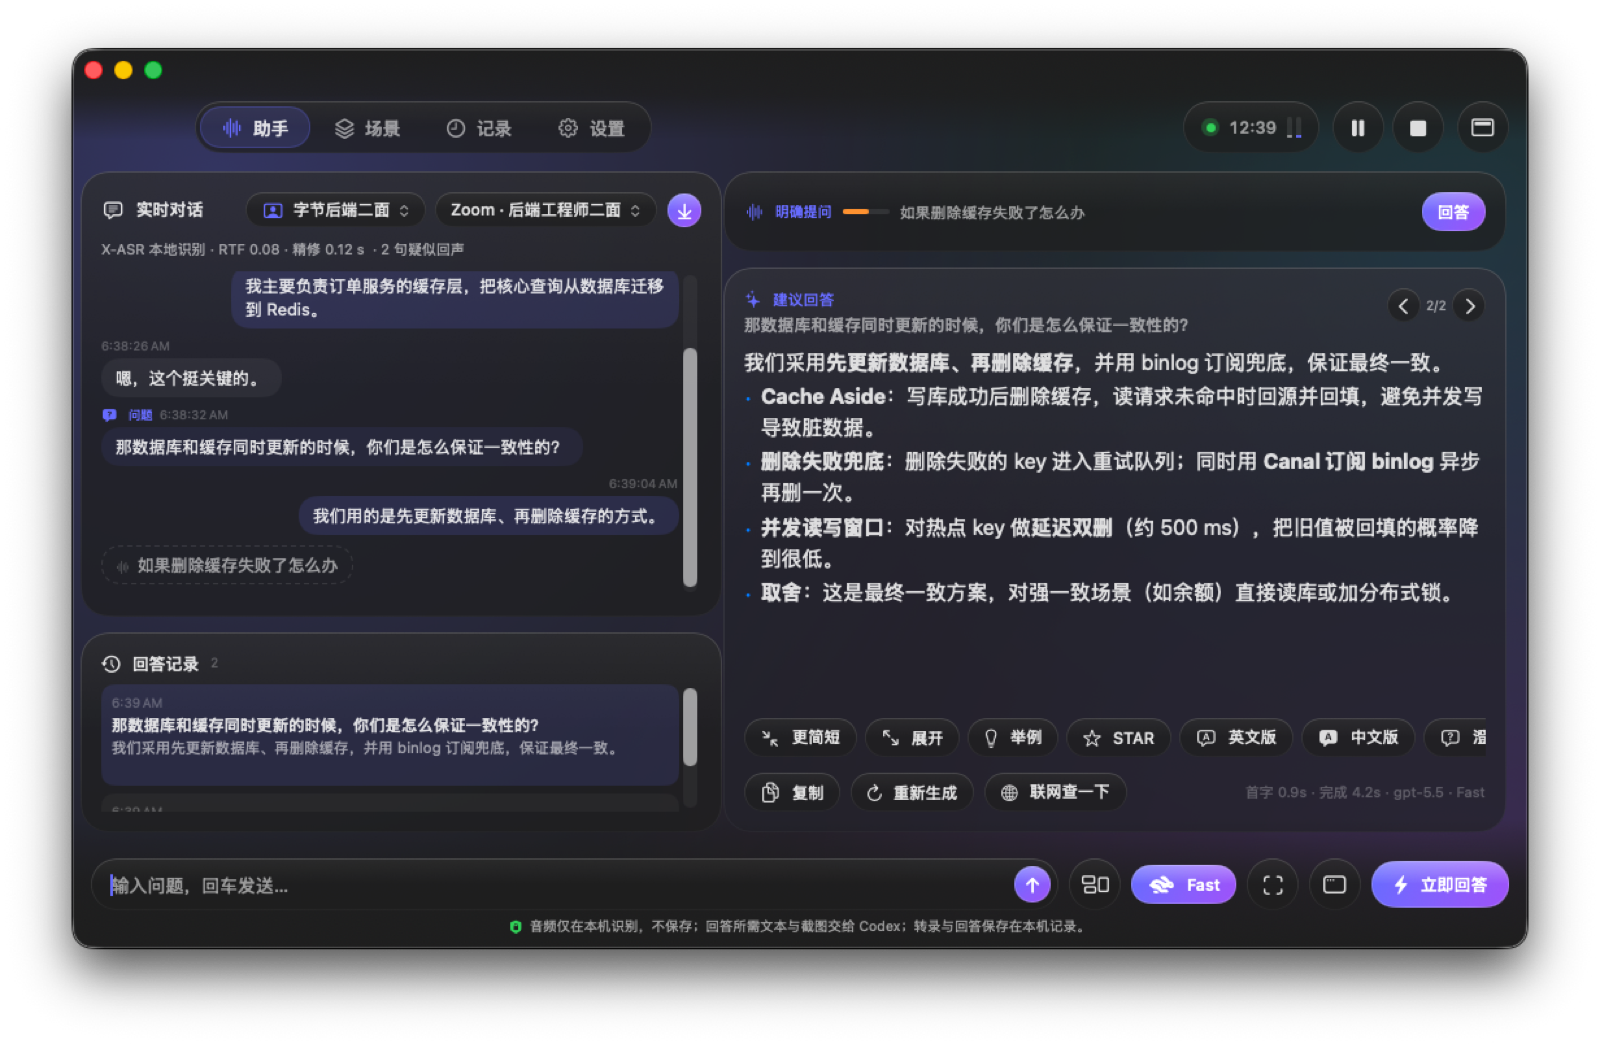 助手
场景
记录
设置
12:39
实时对话
字节后端二面
Zoom · 后端工程师二面
X-ASR 本地识别 · RTF 0.08 · 精修 0.12 s · 2 句疑似回声
我主要负责订单服务的缓存层，把核心查询从数据库迁移
到 Redis。
6:38:26 AM
嗯，这个挺关键的。
问题 6:38:32 AM
那数据库和缓存同时更新的时候，你们是怎么保证一致性的？
6:39:04 AM
我们用的是先更新数据库、再删除缓存的方式。
如果删除缓存失败了怎么办
回答记录 2
6:39 AM
那数据库和缓存同时更新的时候，你们是怎么保证一致性的？
我们采用先更新数据库、再删除缓存，并用 binlog 订阅兜底，保证最终一致。
6:39 AM
明确提问
如果删除缓存失败了怎么办
回答
建议回答
2/2
那数据库和缓存同时更新的时候，你们是怎么保证一致性的？
我们采用先更新数据库、再删除缓存，并用 binlog 订阅兜底，保证最终一致。
· Cache Aside：写库成功后删除缓存，读请求未命中时回源并回填，避免并发写
导致脏数据。
· 删除失败兜底：删除失败的 key 进入重试队列；同时用 Canal 订阅 binlog 异步
再删一次。
· 并发读写窗口：对热点 key 做延迟双删（约 500 ms），把旧值被回填的概率降
到很低。
· 取舍：这是最终一致方案，对强一致场景（如余额）直接读库或加分布式锁。
更简短
展开
举例
STAR
英文版
中文版
复制
重新生成
联网查一下
首字 0.9s · 完成 4.2s · gpt-5.5 · Fast
输入问题，回车发送...
Fast
立即回答
音频仅在本机识别，不保存；回答所需文本与截图交给 Codex；转录与回答保存在本机记录。